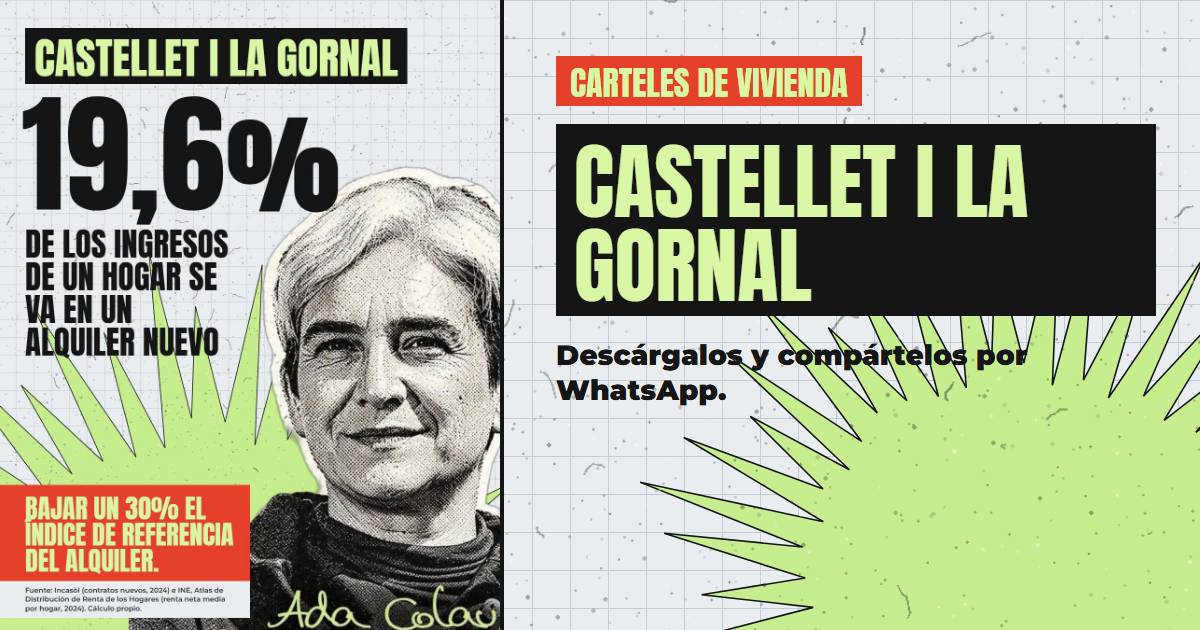 CASTELLET I LA GORNAL
19,6%
DE LOS INGRESOS
DE UN HOGAR SE
VA EN UN
ALQUILER NUEVO
BAJAR UN 30% EL
ÍNDICE DE REFERENCIA
DEL ALQUILER.
Fuente: Incasòl (contratos nuevos, 2024) e INE, Atlas de
Distribución de Renta de los Hogares (renta neta media
por hogar, 2024). Cálculo propio.
Ada Colau
CARTELES DE VIVIENDA
CASTELLET I LA
GORNAL
Descárgalos y compártelos por
WhatsApp.